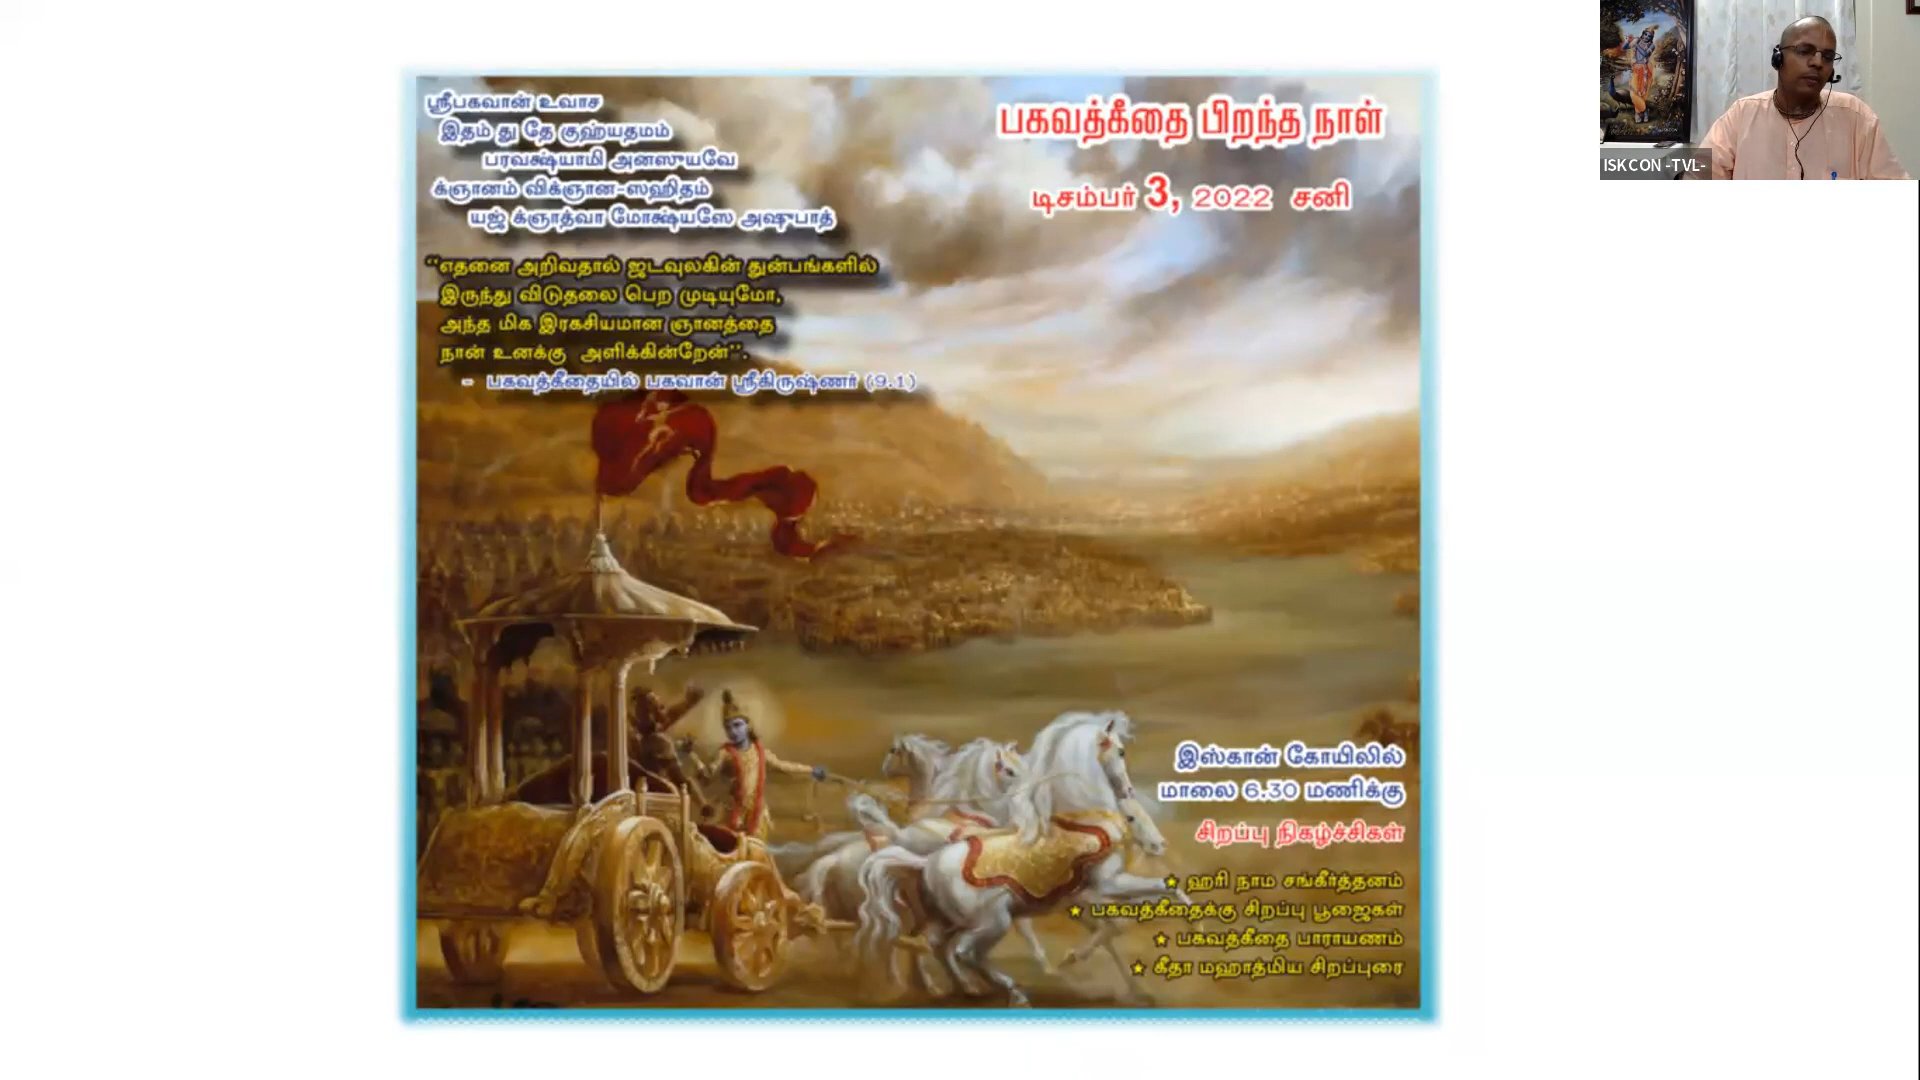 ஸ்ரீபகவான் உவாச
இதம் து தே குஹ்யதமம்
பரவக்ஷ்யாமி அனஸுயவே
க்ஞானம் விக்ஞான-ஸஹிதம்
யஜ் க்ஞாத்வா மோக்ஷ்யஸே அஷுபாத்
“எதனை அறிவதால் ஜடவுலகின் துன்பங்களில்
இருந்து விடுதலை பெற முடியுமோ,
அந்த மிக இரகசியமான ஞானத்தை
நான் உனக்கு அளிக்கின்றேன்”.
- பகவத்கீதையில் பகவான் ஸ்ரீகிருஷ்ணர் (9.1)
பகவத்கீதை பிறந்த நாள்
டிசம்பர் 3, 2022 சனி
இஸ்கான் கோயிலில்
மாலை 6.30 மணிக்கு
சிறப்பு நிகழ்ச்சிகள்
★ ஹரி நாம சங்கீர்த்தனம்
★ பகவத்கீதைக்கு சிறப்பு பூஜைகள்
★ பகவத்கீதை பாராயணம்
★ கீதா மஹாத்மிய சிறப்புரை
ISKCON -TVL-